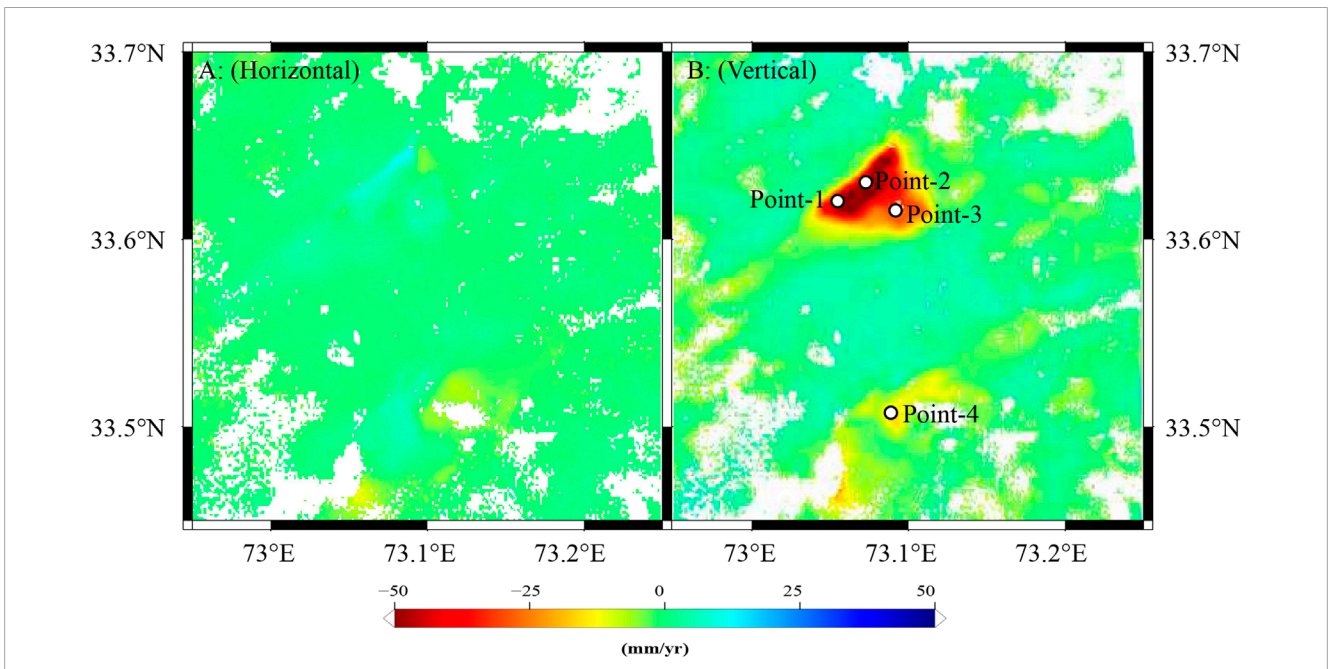 A: (Horizontal)
B: (Vertical)
33.7°N
33.7°N
Point-2
Point-1
Point-3
33.6°N
33.6°N
Point-4
33.5°N
33.5°N
73°E
73.1°E
73.2°E
73°E
73.1°E
73.2°E
−50
−25
0
25
50
(mm/yr)